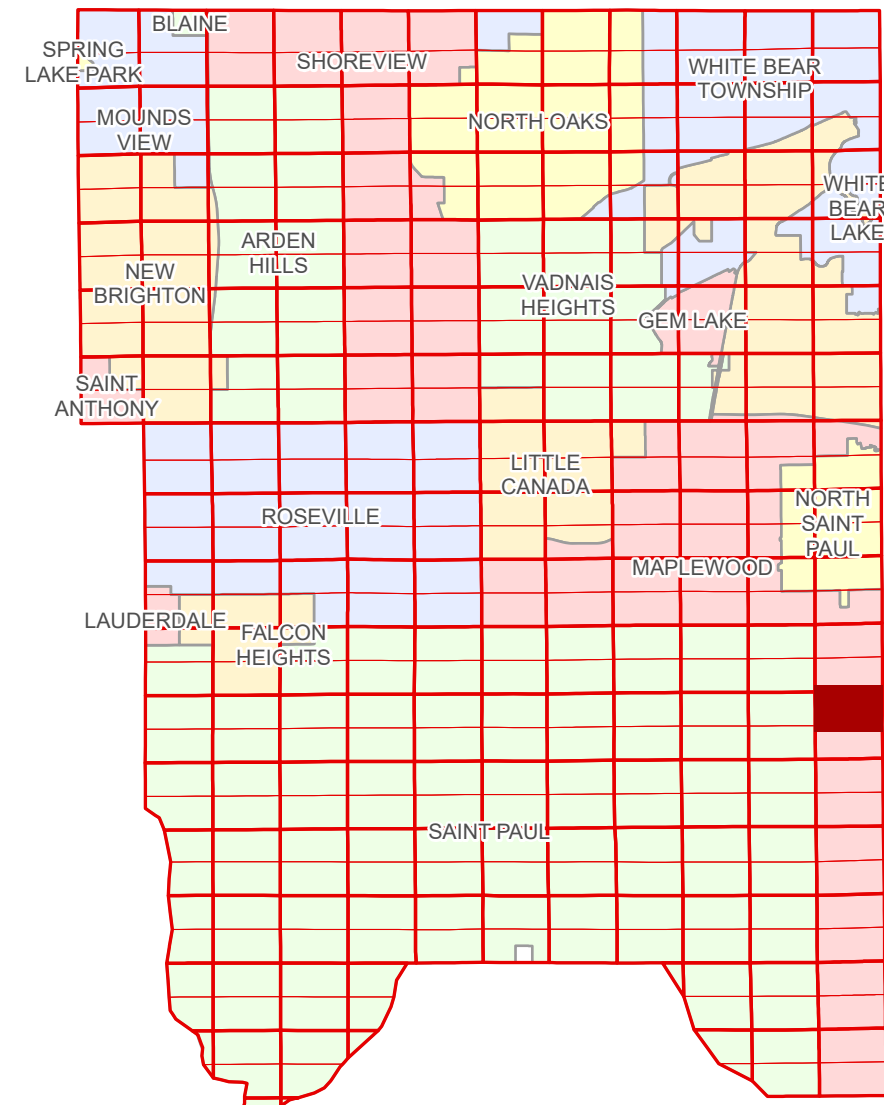 BLAINE
SPRING
LAKE PARK
SHOREVIEW
WHITE BEAR
TOWNSHIP
MOUNDS
VIEW
NORTH OAKS
WHITE
BEAR
LAKE
ARDEN
HILLS
NEW
BRIGHTON
VADNAIS
HEIGHTS
GEM LAKE
SAINT
ANTHONY
LITTLE
CANADA
NORTH
SAINT
PAUL
ROSEVILLE
MAPLEWOOD
LAUDERDALE
FALCON
HEIGHTS
SAINT PAUL